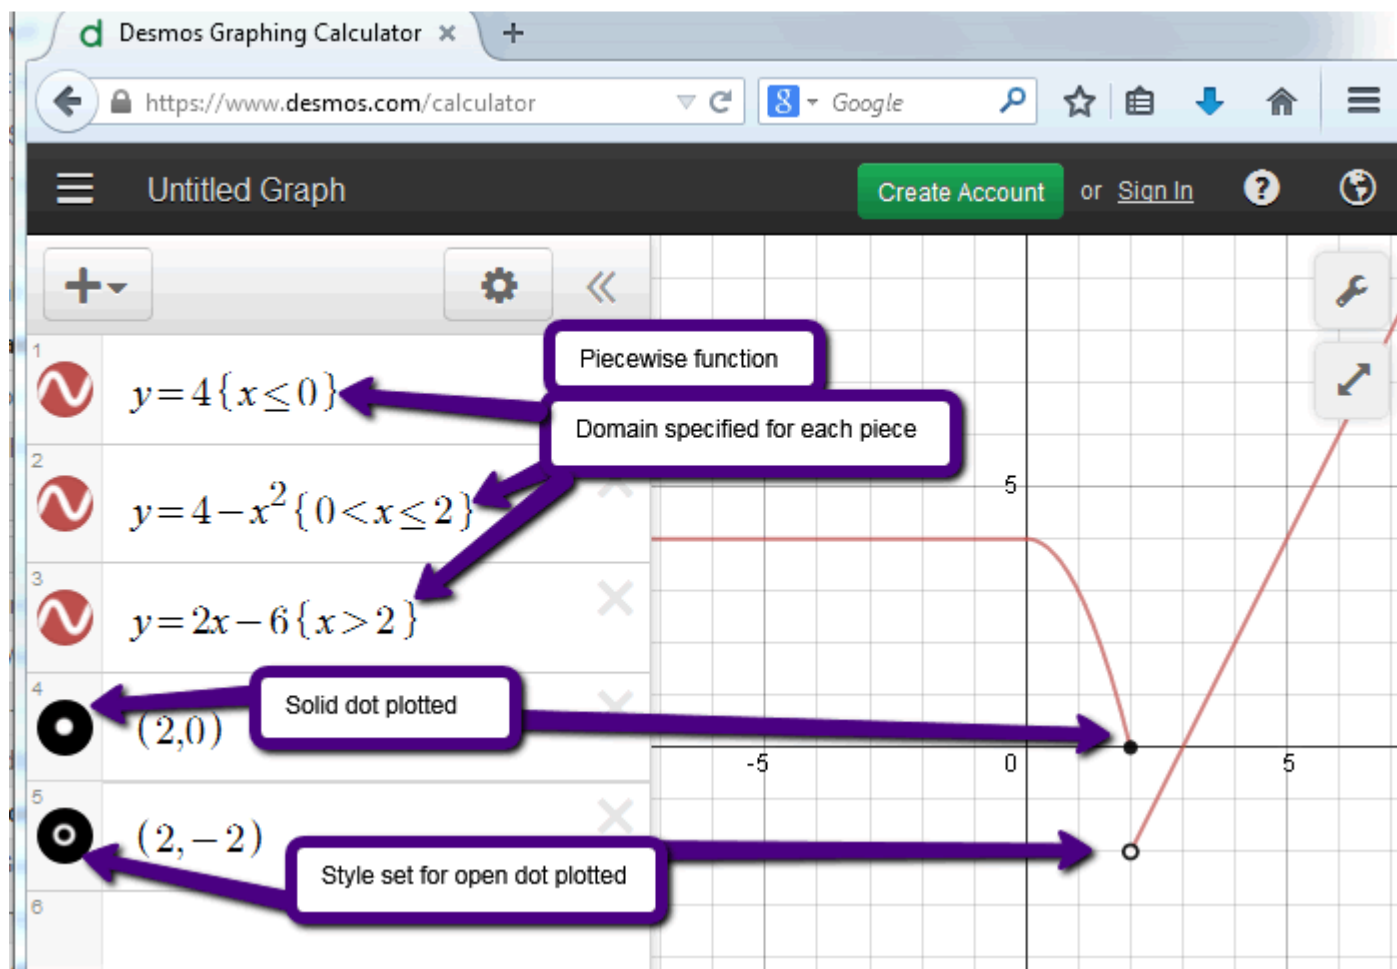 Desmos Graphing Calculator
https://www.desmos.com/calculator
8 Google
Untitled Graph
Create Account or Sign In ?
1
y=4{x≤0}
Piecewise function
Domain specified for each piece
2
y=4−x²{0<x≤2}
3
y=2x−6{x>2}
4
(2,0)
Solid dot plotted
5
(2,−2)
Style set for open dot plotted
6
5
-5 0 5